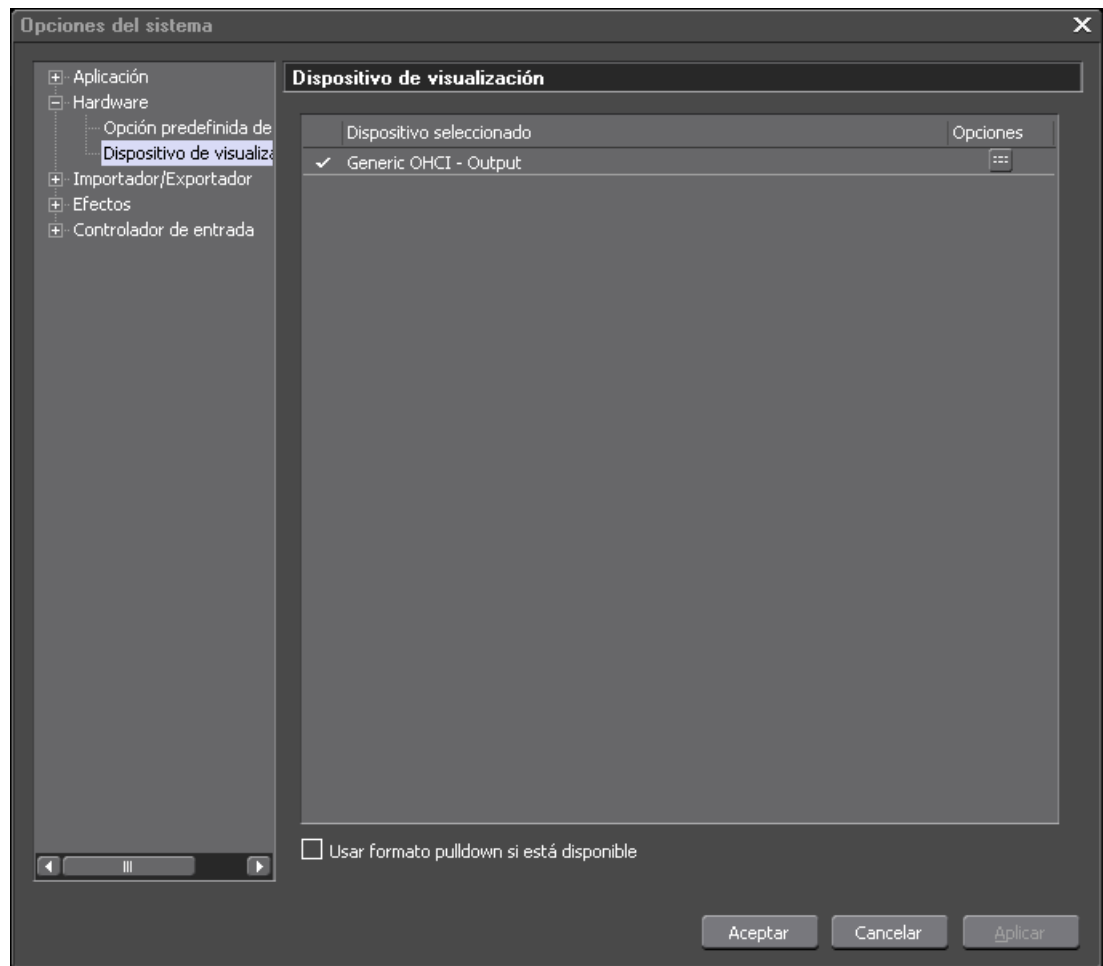 Opciones del sistema
Aplicación
Hardware
Opción predefinida de
Dispositivo de visualiza
Importador/Exportador
Efectos
Controlador de entrada
Dispositivo de visualización
Dispositivo seleccionado Opciones
Generic OHCI - Output
Usar formato pulldown si está disponible
Aceptar Cancelar Aplicar